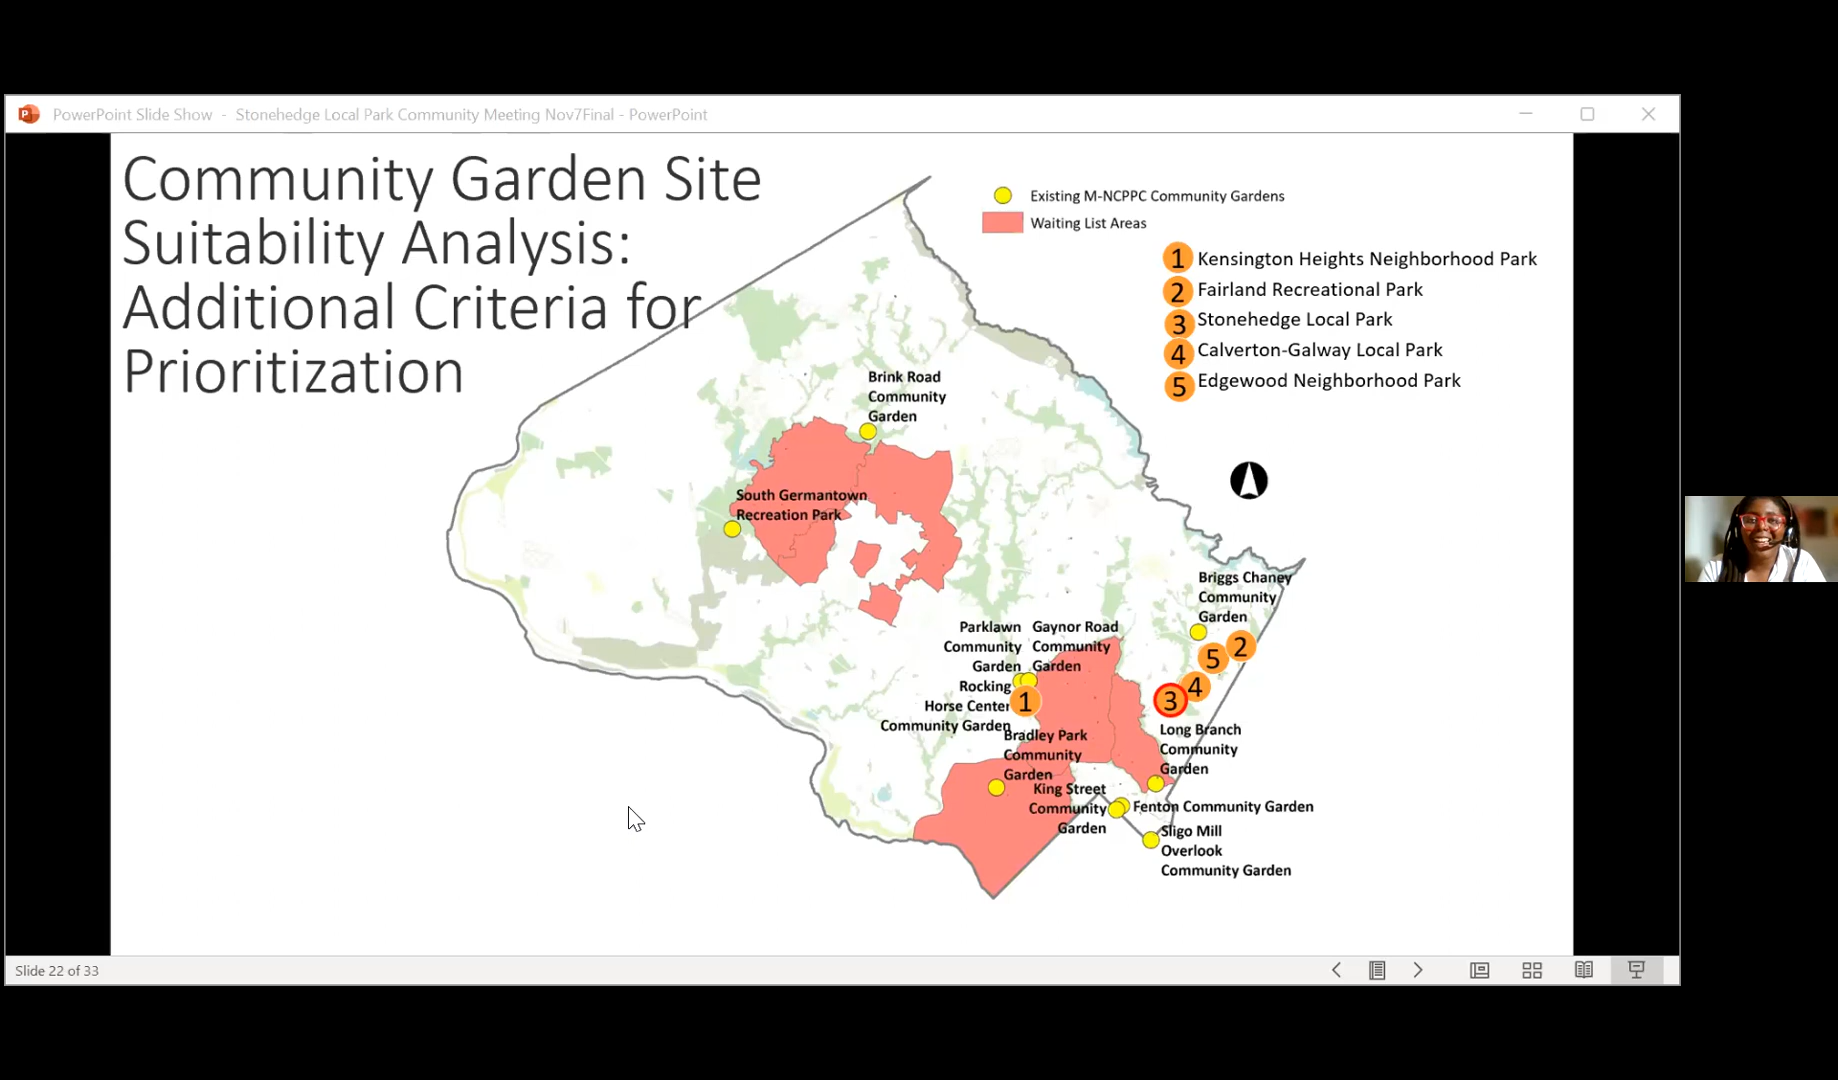 PowerPoint Slide Show - Stonehedge Local Park Community Meeting Nov7Final - PowerPoint
Community Garden Site
Suitability Analysis:
Additional Criteria for
Prioritization
Existing M-NCPPC Community Gardens
Waiting List Areas
1 Kensington Heights Neighborhood Park
2 Fairland Recreational Park
3 Stonehedge Local Park
4 Calverton-Galway Local Park
5 Edgewood Neighborhood Park
Brink Road
Community
Garden
South Germantown
Recreation Park
Briggs Chaney
Community
Garden
2
5
4
3
Parklawn
Community
Garden
Gaynor Road
Community
Garden
Rocking
Horse Center
Community Garden
1
Bradley Park
Community
Garden
Long Branch
Community
Garden
King Street
Community
Garden
Fenton Community Garden
Sligo Mill
Overlook
Community Garden
Slide 22 of 33